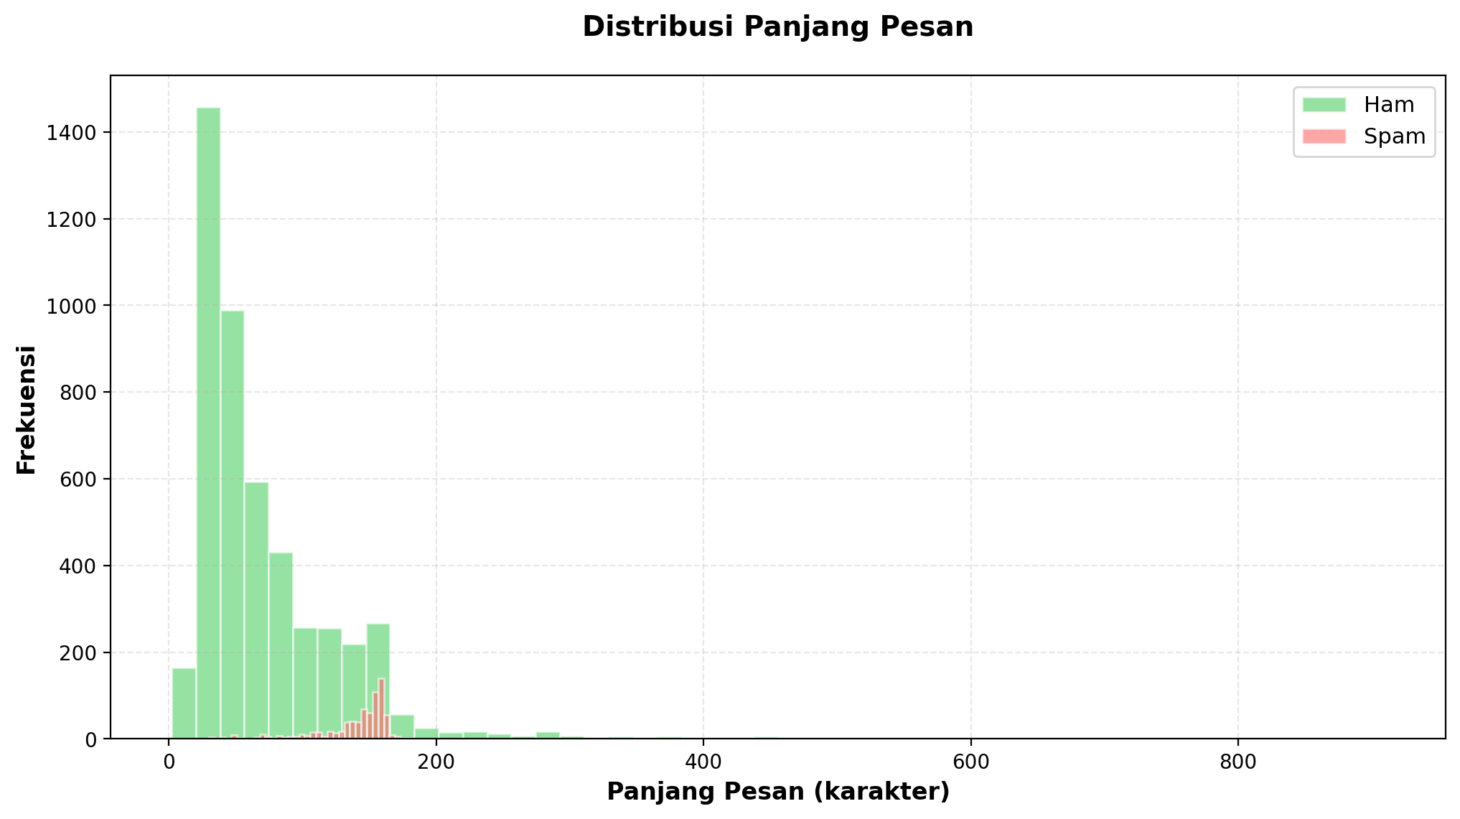 Distribusi Panjang Pesan
Ham
Spam
Frekuensi
1400
1200
1000
800
600
400
200
0
0 200 400 600 800
Panjang Pesan (karakter)